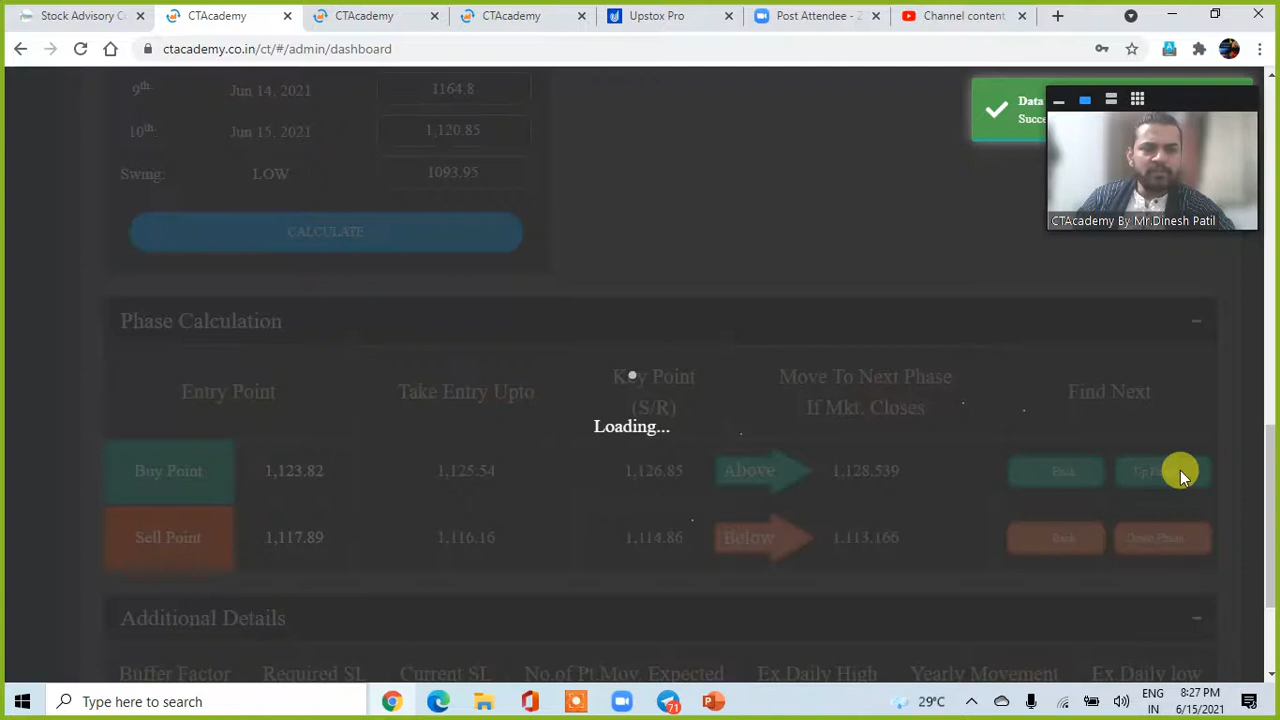 Stock Advisory C
CTAcademy
CTAcademy
CTAcademy
Upstox Pro
Post Attendee - Z
Channel content
ctacademy.co.in/ct/#/admin/dashboard
9th. Jun 14, 2021 1164.8
10th. Jun 15, 2021 1,120.85
Swing: LOW 1093.95
CALCULATE
Data
Succe
CTAcademy By Mr.Dinesh Patil
Phase Calculation
Entry Point Take Entry Upto Key Point (S/R) Move To Next Phase If Mkt. Closes Find Next
Loading...
Buy Point 1,123.82 1,125.54 1,126.85 Above 1,128.539 Back Up
Sell Point 1,117.89 1,116.16 1,114.86 Below 1,113.166 Back Down Phase
Additional Details
Buffer Factor Required SL Current SL No.of Pt.Mov. Expected Ex Daily High Yearly Movement Ex Daily low
Type here to search
71
29°C
ENG
IN
8:27 PM
6/15/2021